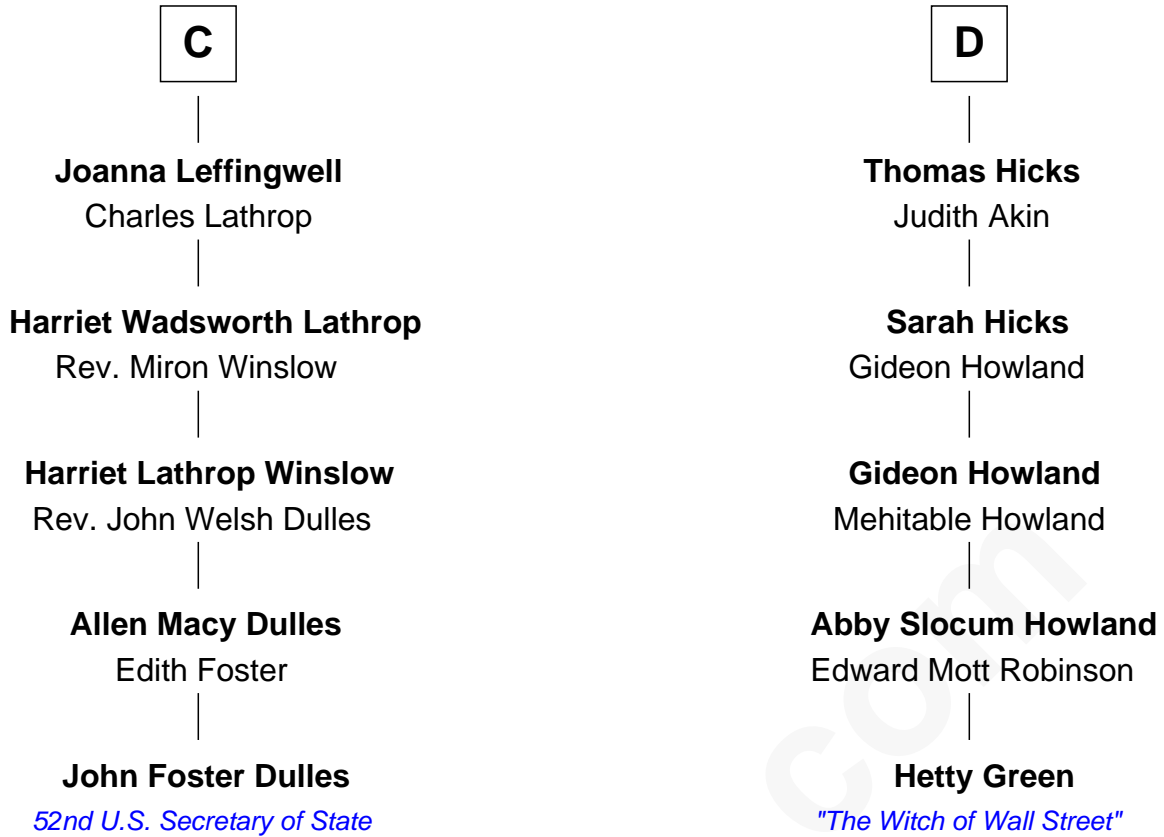 C
Joanna Leffingwell
Charles Lathrop
Harriet Wadsworth Lathrop
Rev. Miron Winslow
Harriet Lathrop Winslow
Rev. John Welsh Dulles
Allen Macy Dulles
Edith Foster
John Foster Dulles
52nd U.S. Secretary of State
D
Thomas Hicks
Judith Akin
Sarah Hicks
Gideon Howland
Gideon Howland
Mehitable Howland
Abby Slocum Howland
Edward Mott Robinson
Hetty Green
"The Witch of Wall Street"
com